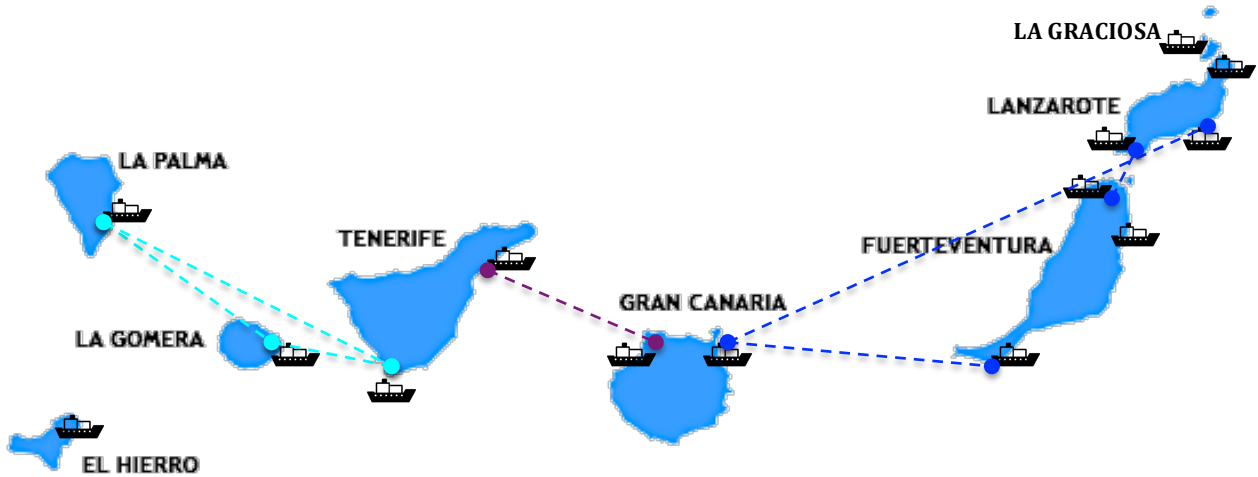 LA GRACIOSA
LANZAROTE
LA PALMA
TENERIFE
FUERTEVENTURA
GRAN CANARIA
LA GOMERA
EL HIERRO